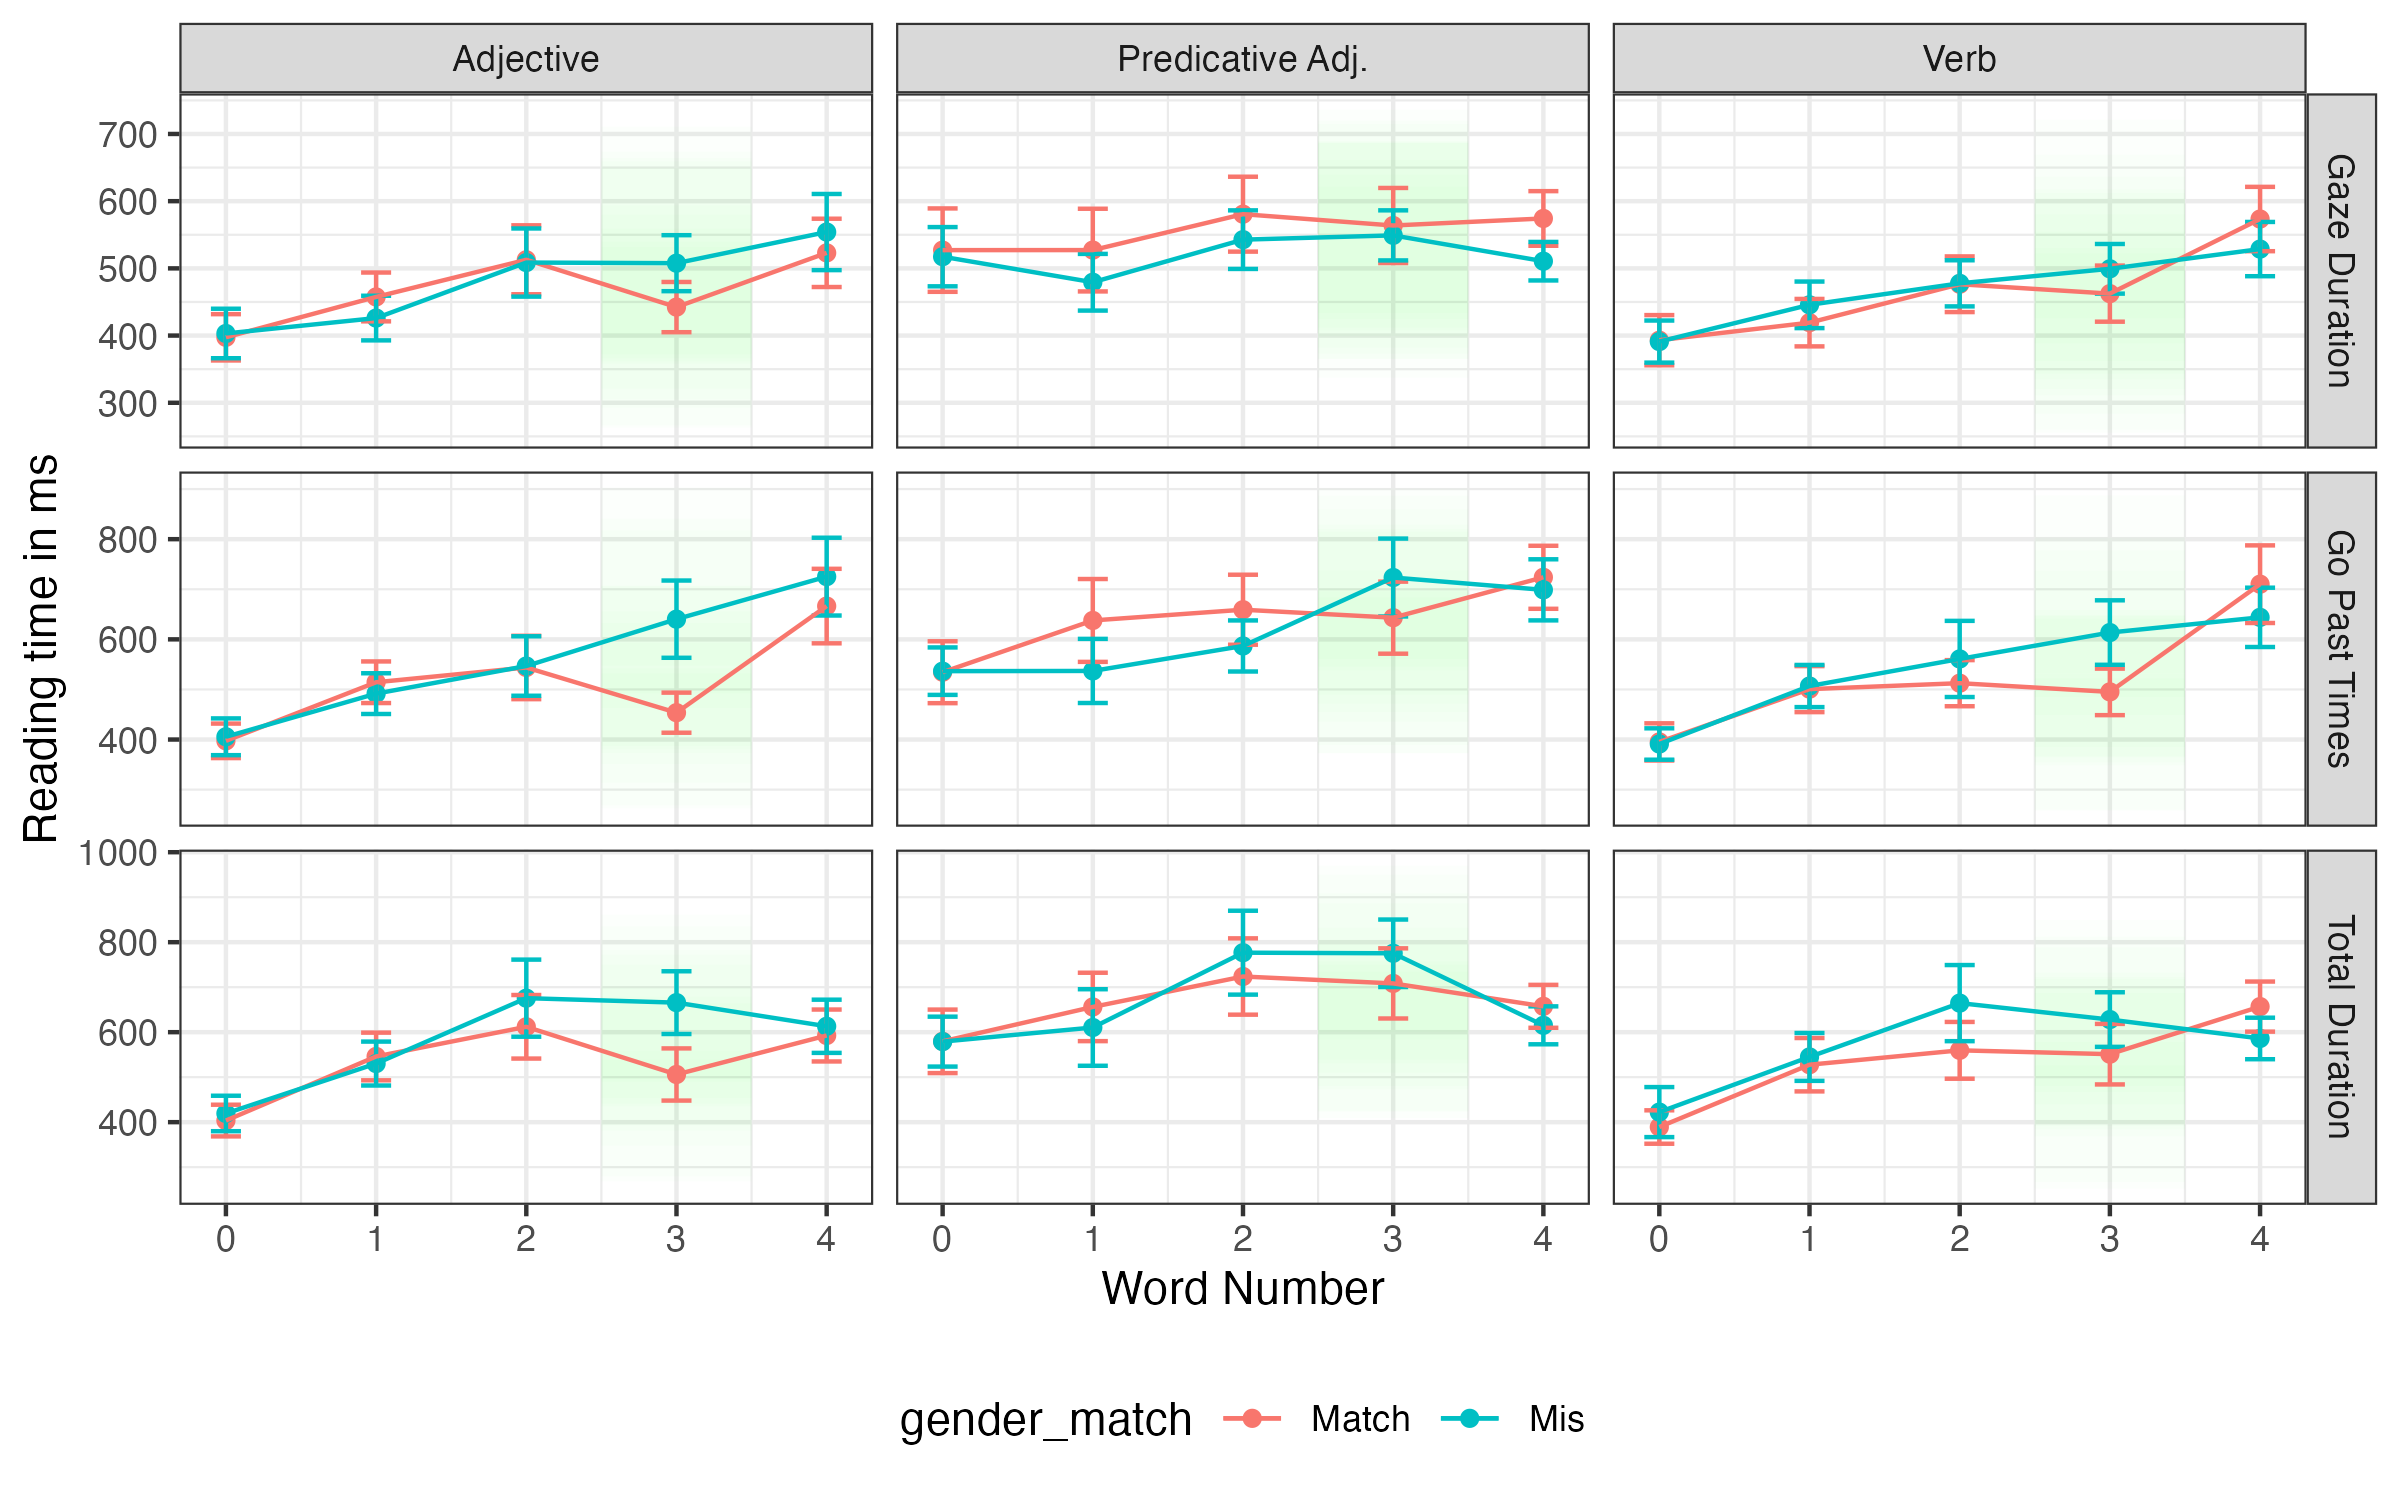 Adjective
Predicative Adj.
Verb
700
600
500
400
300
Gaze Duration
800
600
400
Go Past Times
1000
800
600
400
Total Duration
Reading time in ms
0 1 2 3 4
0 1 2 3 4
0 1 2 3 4
Word Number
gender_match Match Mis